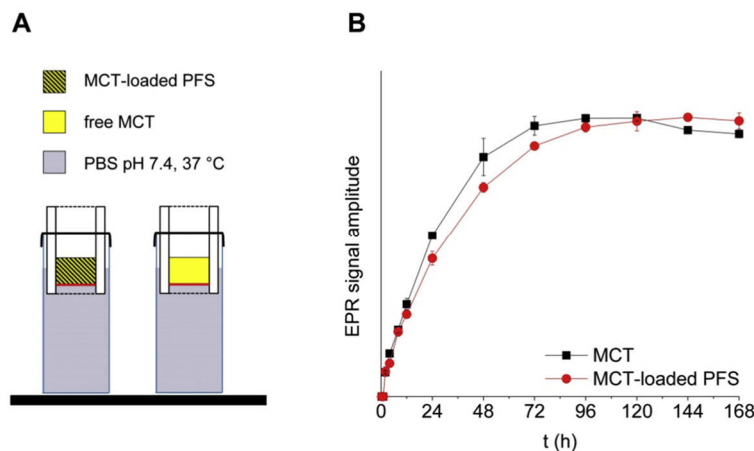 A
MCT-loaded PFS
free MCT
PBS pH 7.4, 37 °C
B
EPR signal amplitude
MCT
MCT-loaded PFS
0 24 48 72 96 120 144 168
t (h)